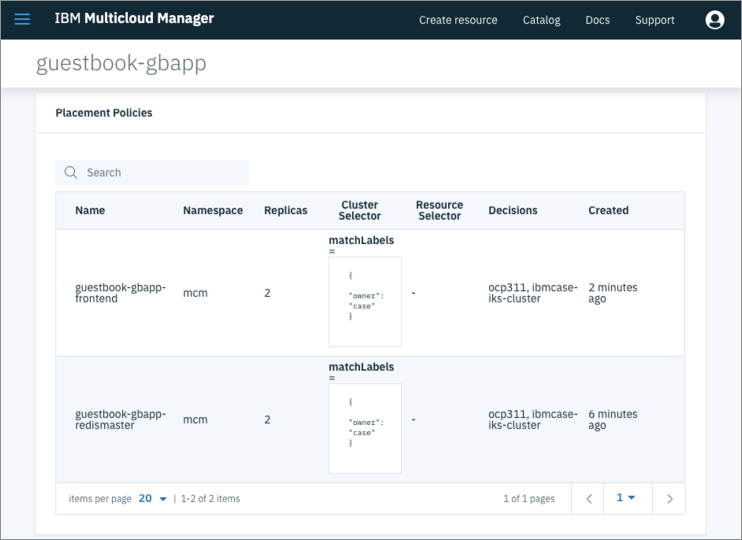 IBM Multicloud Manager
Create resource
Catalog
Docs
Support
guestbook-gbapp
Placement Policies
Search
Name
Namespace
Replicas
Cluster
Selector
Resource
Selector
Decisions
Created
guestbook-gbapp-
frontend
mcm
2
matchLabels
=
{
"owner":
"case"
}
-
ocp311, ibmcase-
iks-cluster
2 minutes
ago
guestbook-gbapp-
redismaster
mcm
2
matchLabels
=
{
"owner":
"case"
}
-
ocp311, ibmcase-
iks-cluster
6 minutes
ago
items per page 20 | 1-2 of 2 items
1 of 1 pages
1